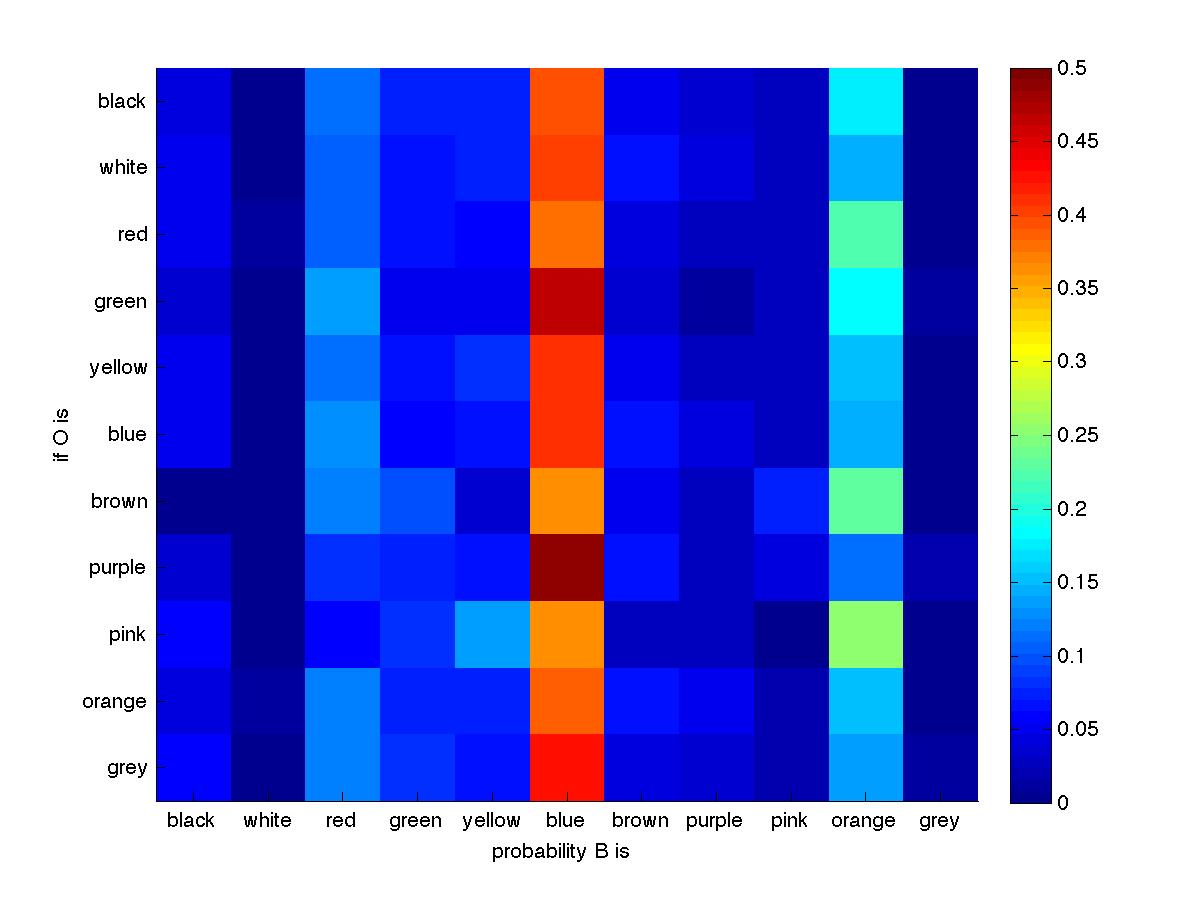 black
white
red
green
yellow
blue
brown
purple
pink
orange
grey
if O is
black white red green yellow blue brown purple pink orange grey
probability B is
0.5
0.45
0.4
0.35
0.3
0.25
0.2
0.15
0.1
0.05
0